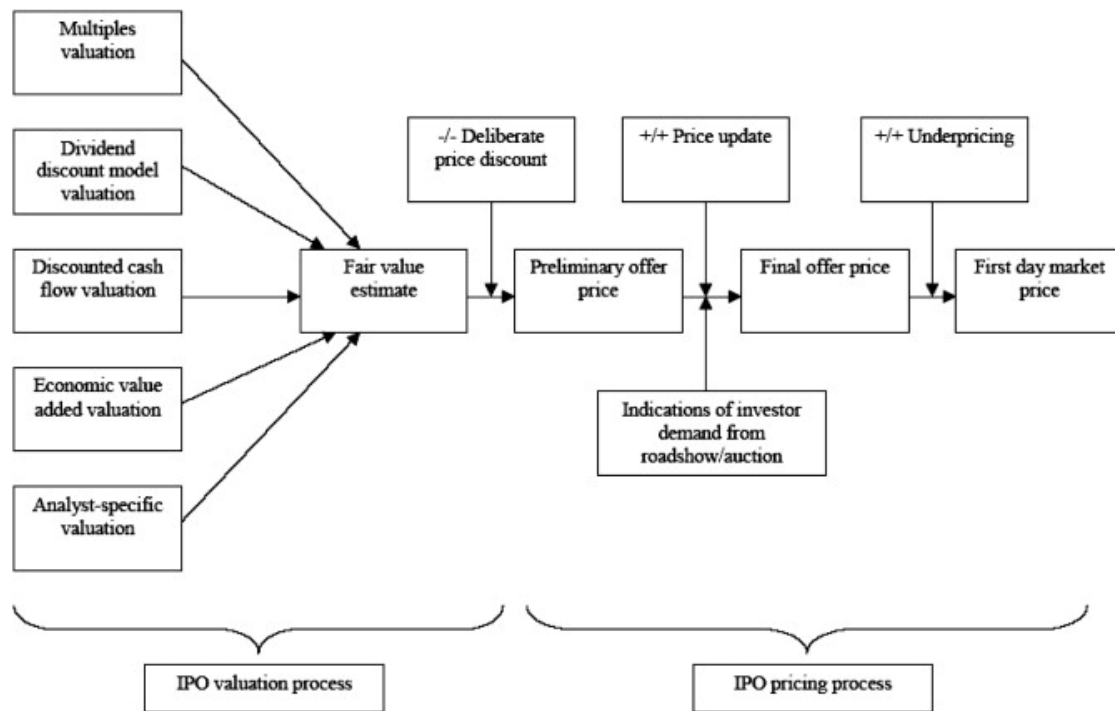 Multiples
valuation
Dividend
discount model
valuation
Discounted cash
flow valuation
Economic value
added valuation
Analyst-specific
valuation
Fair value
estimate
-/- Deliberate
price discount
Preliminary offer
price
+/+ Price update
Indications of investor
demand from
roadshow/auction
Final offer price
+/+ Underpricing
First day market
price
IPO valuation process
IPO pricing process